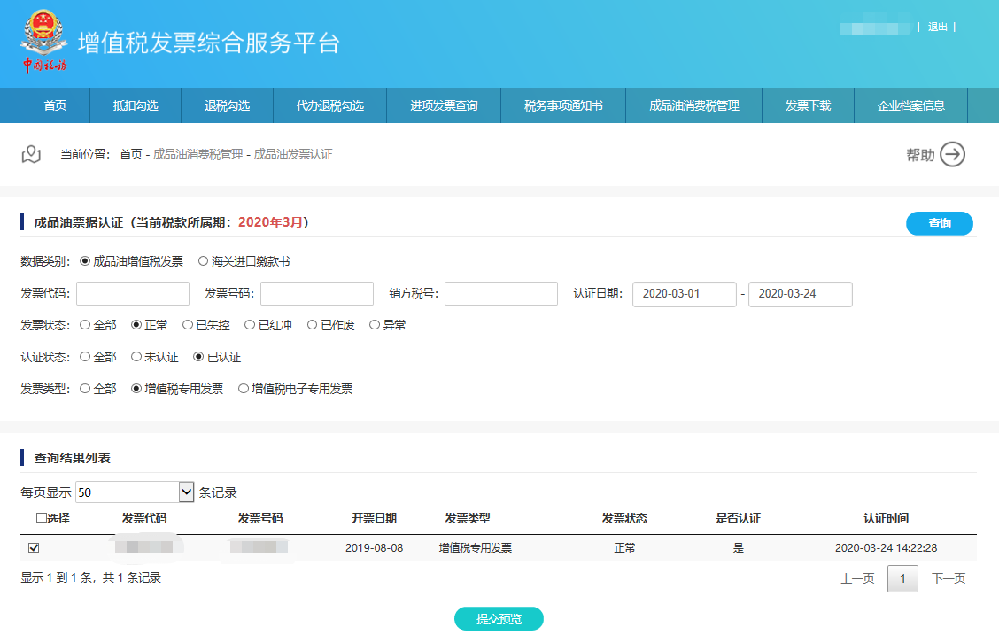 增值税发票综合服务平台
| 退出 |
中国税务
首页 抵扣勾选 退税勾选 代办退税勾选 进项发票查询 税务事项通知书 成品油消费税管理 发票下载 企业档案信息
当前位置： 首页 - 成品油消费税管理 - 成品油发票认证 帮助
成品油票据认证（当前税款所属期：2020年3月） 查询
数据类别： 成品油增值税发票 海关进口缴款书
发票代码： 发票号码： 销方税号： 认证日期： 2020-03-01 - 2020-03-24
发票状态： 全部 正常 已失控 已红冲 已作废 异常
认证状态： 全部 未认证 已认证
发票类型： 全部 增值税专用发票 增值税电子专用发票
查询结果列表
每页显示 50 条记录
选择 发票代码 发票号码 开票日期 发票类型 发票状态 是否认证 认证时间
2019-08-08 增值税专用发票 正常 是 2020-03-24 14:22:28
显示 1 到 1 条，共 1 条记录 上一页 1 下一页
提交预览